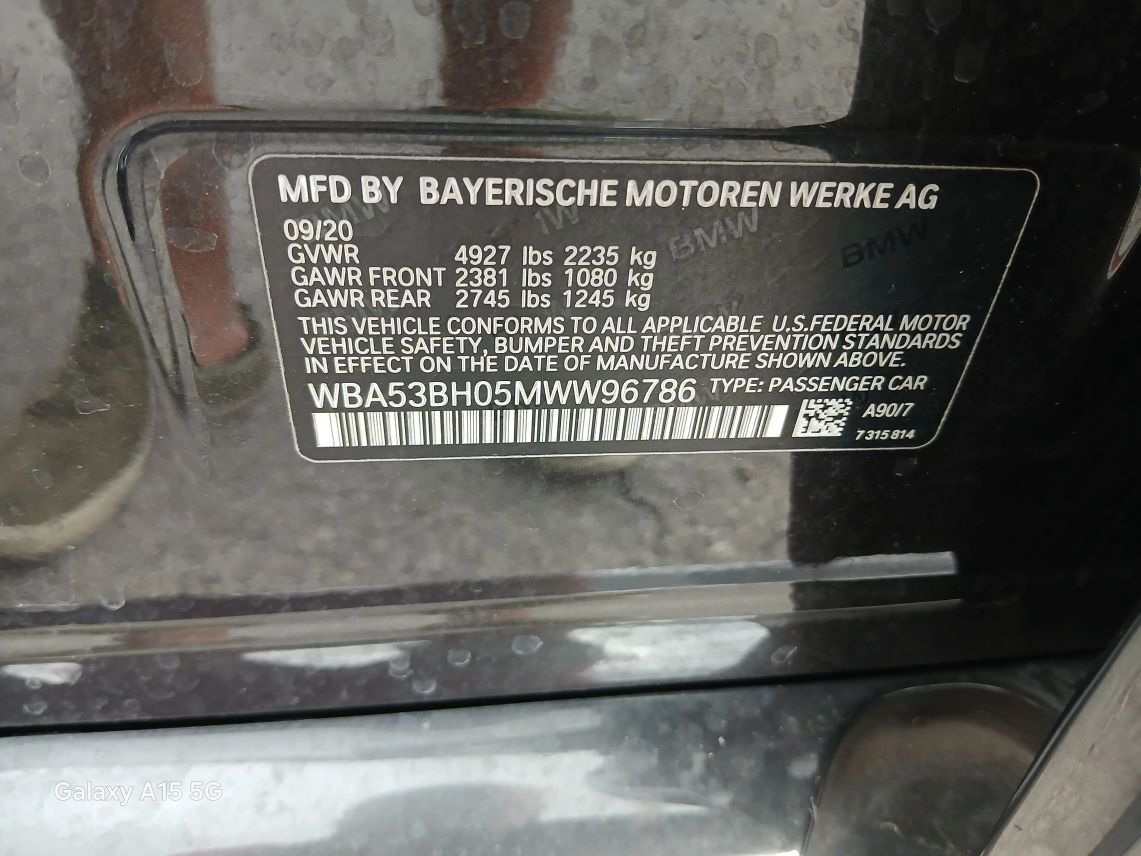 MFD BY BAYERISCHE MOTOREN WERKE AG
09/20
GVWR 4927 lbs 2235 kg
GAWR FRONT 2381 lbs 1080 kg
GAWR REAR 2745 lbs 1245 kg
THIS VEHICLE CONFORMS TO ALL APPLICABLE U.S.FEDERAL MOTOR
VEHICLE SAFETY, BUMPER AND THEFT PREVENTION STANDARDS
IN EFFECT ON THE DATE OF MANUFACTURE SHOWN ABOVE.
WBA53BH05MWW96786 TYPE: PASSENGER CAR
A90/7
7315814
BMW
BMW
BMW
Galaxy A15 5G